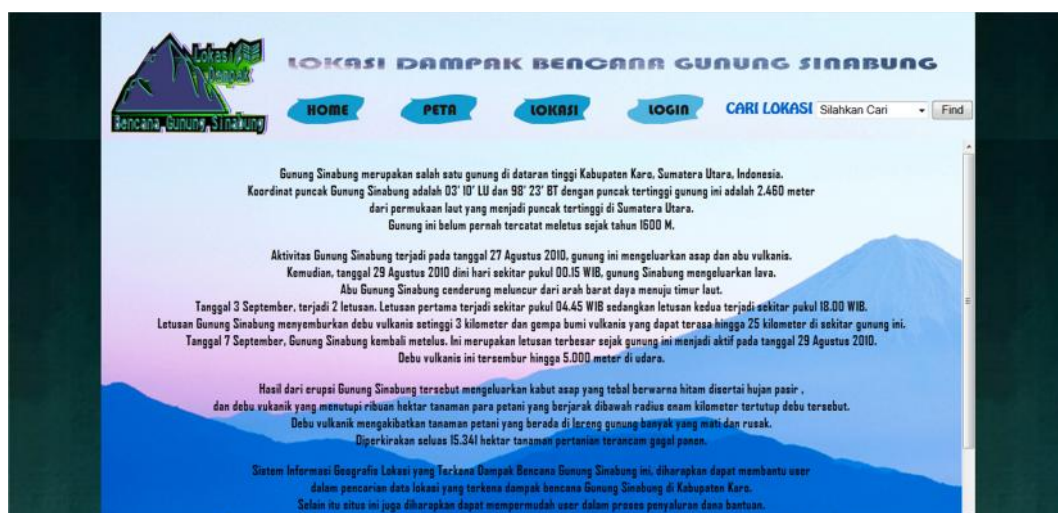 Lokasi
Dampak
Bencana Gunung Sinabung
LOKASI DAMPAK BENCANA GUNUNG SINABUNG
HOME PETA LOKASI LOGIN CARI LOKASI Silahkan Cari Find
Gunung Sinabung merupakan salah satu gunung di dataran tinggi Kabupaten Karo, Sumatera Utara, Indonesia.
Koordinat puncak Gunung Sinabung adalah 03' 10' LU dan 98' 23' BT dengan puncak tertinggi gunung ini adalah 2.460 meter
dari permukaan laut yang menjadi puncak tertinggi di Sumatera Utara.
Gunung ini belum pernah tercatat meletus sejak tahun 1600 M.
Aktivitas Gunung Sinabung terjadi pada tanggal 27 Agustus 2010, gunung ini mengeluarkan asap dan abu vulkanis.
Kemudian, tanggal 29 Agustus 2010 dini hari sekitar pukul 00.15 WIB, gunung Sinabung mengeluarkan lava.
Abu Gunung Sinabung cenderung meluncur dari arah barat daya menuju timur laut.
Tanggal 3 September, terjadi 2 letusan. Letusan pertama terjadi sekitar pukul 04.45 WIB sedangkan letusan kedua terjadi sekitar pukul 18.00 WIB.
Letusan Gunung Sinabung menyemburkan debu vulkanis setinggi 3 kilometer dan gempa bumi vulkanis yang dapat terasa hingga 25 kilometer di sekitar gunung ini.
Tanggal 7 September, Gunung Sinabung kembali metelus. Ini merupakan letusan terbesar sejak gunung ini menjadi aktif pada tanggal 29 Agustus 2010.
Debu vulkanis ini tersembur hingga 5.000 meter di udara.
Hasil dari erupsi Gunung Sinabung tersebut mengeluarkan kabut asap yang tebal berwarna hitam disertai hujan pasir ,
dan debu vukanik yang menutupi ribuan hektar tanaman para petani yang berjarak dibawah radius enam kilometer tertutup debu tersebut.
Debu vulkanik mengakibatkan tanaman petani yang berada di lereng gunung banyak yang mati dan rusak.
Diperkirakan seluas 15.341 hektar tanaman pertanian terancam gagal panen.
Sistem Informasi Geografis Lokasi yang Terkena Dampak Bencana Gunung Sinabung ini, diharapkan dapat membantu user
dalam pencarian data lokasi yang terkena dampak bencana Gunung Sinabung di Kabupaten Karo.
Selain itu situs ini juga diharapkan dapat mempermudah user dalam proses penyaluran dana bantuan.